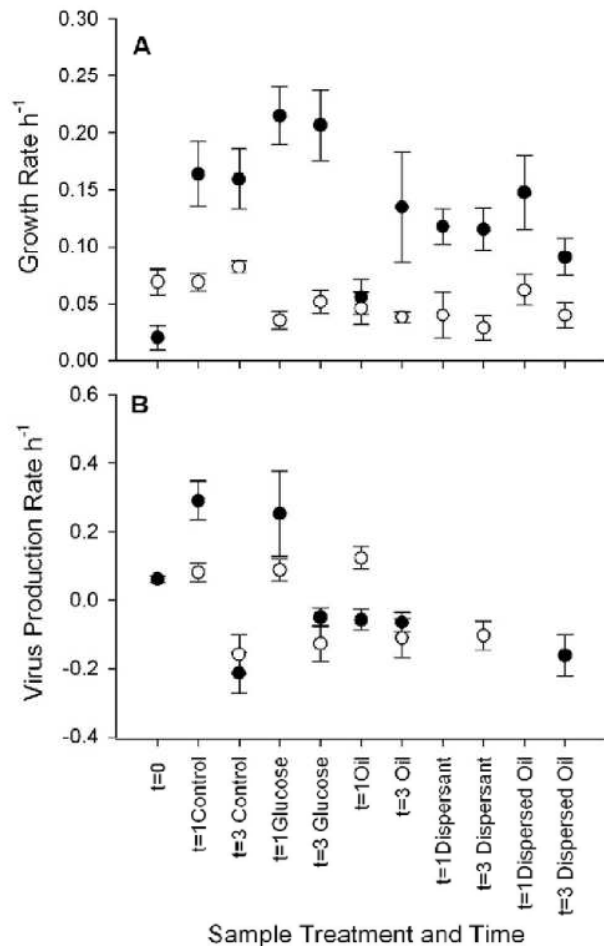 A
0.30
0.25
0.20
0.15
0.10
0.05
0.00
Growth Rate h-1
B
0.6
0.4
0.2
0.0
-0.2
-0.4
Virus Production Rate h-1
t=0
t=1Control
t=3 Control
t=1Glucose
t=3 Glucose
t=1Oil
t=3 Oil
t=1Dispersant
t=3 Dispersant
t=1Dispersed Oil
t=3 Dispersed Oil
Sample Treatment and Time